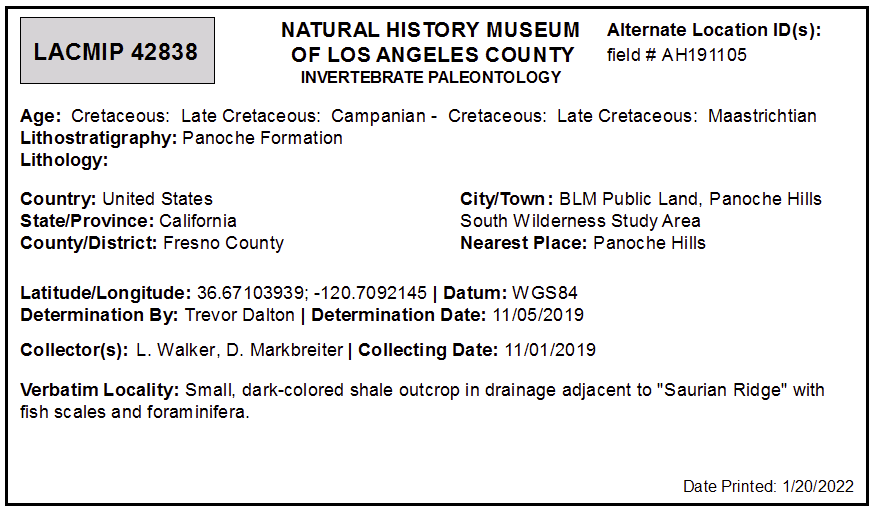 LACMIP 42838
NATURAL HISTORY MUSEUM
OF LOS ANGELES COUNTY
INVERTEBRATE PALEONTOLOGY
Alternate Location ID(s):
field # AH191105
Age: Cretaceous: Late Cretaceous: Campanian - Cretaceous: Late Cretaceous: Maastrichtian
Lithostratigraphy: Panoche Formation
Lithology:
Country: United States
State/Province: California
County/District: Fresno County
City/Town: BLM Public Land, Panoche Hills
South Wilderness Study Area
Nearest Place: Panoche Hills
Latitude/Longitude: 36.67103939; -120.7092145 | Datum: WGS84
Determination By: Trevor Dalton | Determination Date: 11/05/2019
Collector(s): L. Walker, D. Markbreiter | Collecting Date: 11/01/2019
Verbatim Locality: Small, dark-colored shale outcrop in drainage adjacent to "Saurian Ridge" with
fish scales and foraminifera.
Date Printed: 1/20/2022